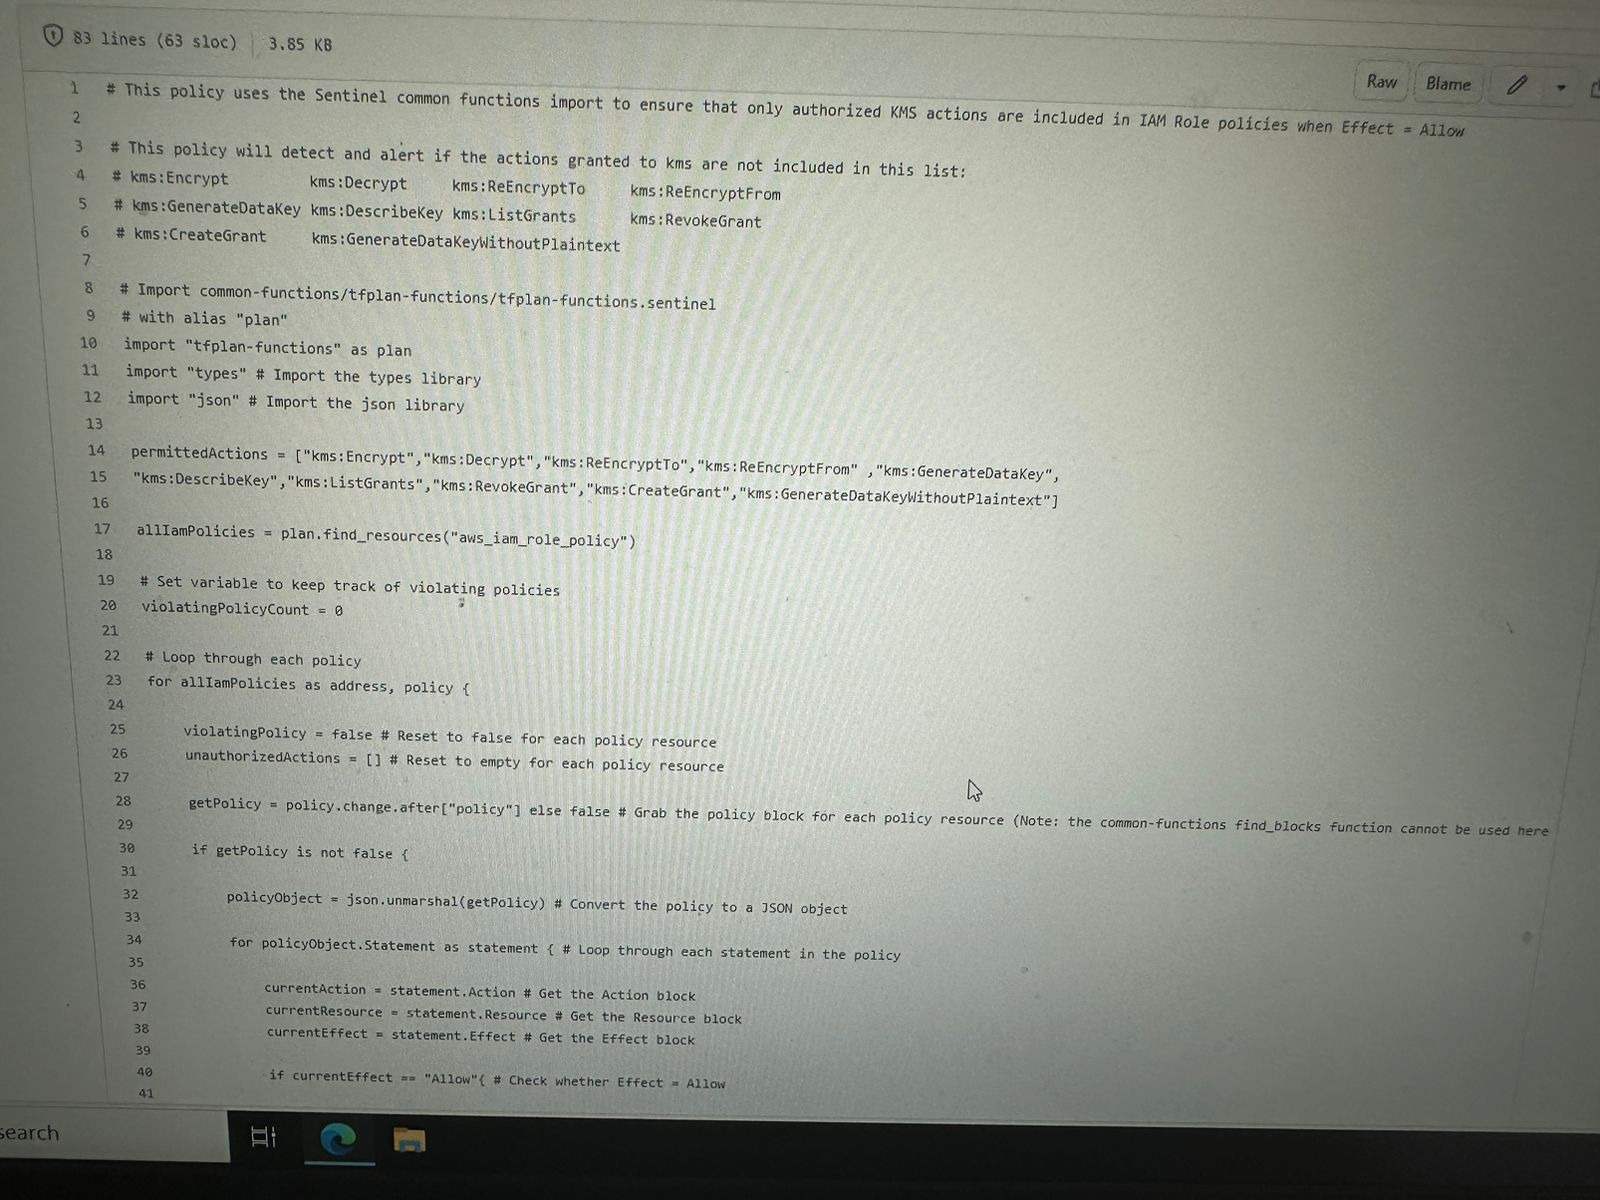 83 lines (63 sloc) 3.85 KB
Raw Blame
1 # This policy uses the Sentinel common functions import to ensure that only authorized KMS actions are included in IAM Role policies when Effect = Allow
2
3 # This policy will detect and alert if the actions granted to kms are not included in this list:
4 # kms:Encrypt kms:Decrypt kms:ReEncryptTo kms:ReEncryptFrom
5 # kms:GenerateDataKey kms:DescribeKey kms:ListGrants kms:RevokeGrant
6 # kms:CreateGrant kms:GenerateDataKeyWithoutPlaintext
7
8 # Import common-functions/tfplan-functions/tfplan-functions.sentinel
9 # with alias "plan"
10 import "tfplan-functions" as plan
11 import "types" # Import the types library
12 import "json" # Import the json library
13
14 permittedActions = ["kms:Encrypt","kms:Decrypt","kms:ReEncryptTo","kms:ReEncryptFrom" ,"kms:GenerateDataKey",
15 "kms:DescribeKey","kms:ListGrants","kms:RevokeGrant","kms:CreateGrant","kms:GenerateDataKeyWithoutPlaintext"]
16
17 allIamPolicies = plan.find_resources("aws_iam_role_policy")
18
19 # Set variable to keep track of violating policies
20 violatingPolicyCount = 0
21
22 # Loop through each policy
23 for allIamPolicies as address, policy {
24
25 violatingPolicy = false # Reset to false for each policy resource
26 unauthorizedActions = [] # Reset to empty for each policy resource
27
28 getPolicy = policy.change.after["policy"] else false # Grab the policy block for each policy resource (Note: the common-functions find_blocks function cannot be used here
29
30 if getPolicy is not false {
31
32 policyObject = json.unmarshal(getPolicy) # Convert the policy to a JSON object
33
34 for policyObject.Statement as statement { # Loop through each statement in the policy
35
36 currentAction = statement.Action # Get the Action block
37 currentResource = statement.Resource # Get the Resource block
38 currentEffect = statement.Effect # Get the Effect block
39
40 if currentEffect == "Allow"{ # Check whether Effect = Allow
41
search